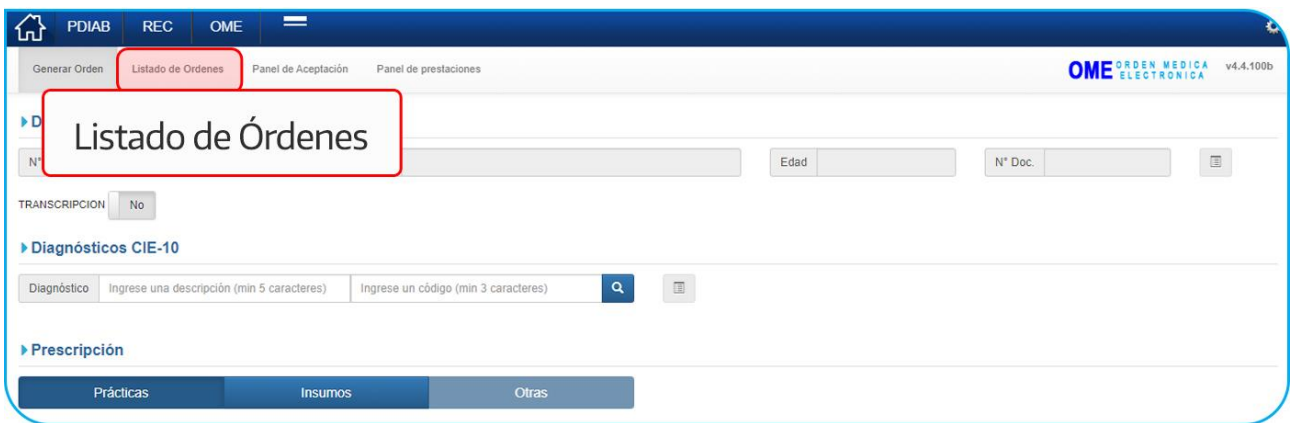 PDIAB REC OME
Generar Orden Listado de Ordenes Panel de Aceptación Panel de prestaciones OME ORDEN MEDICA ELECTRONICA v4.4.100b
D
Listado de Órdenes
N° Edad N° Doc.
TRANSCRIPCION No
Diagnósticos CIE-10
Diagnóstico Ingrese una descripción (min 5 caracteres) Ingrese un código (min 3 caracteres)
Prescripción
Prácticas Insumos Otras